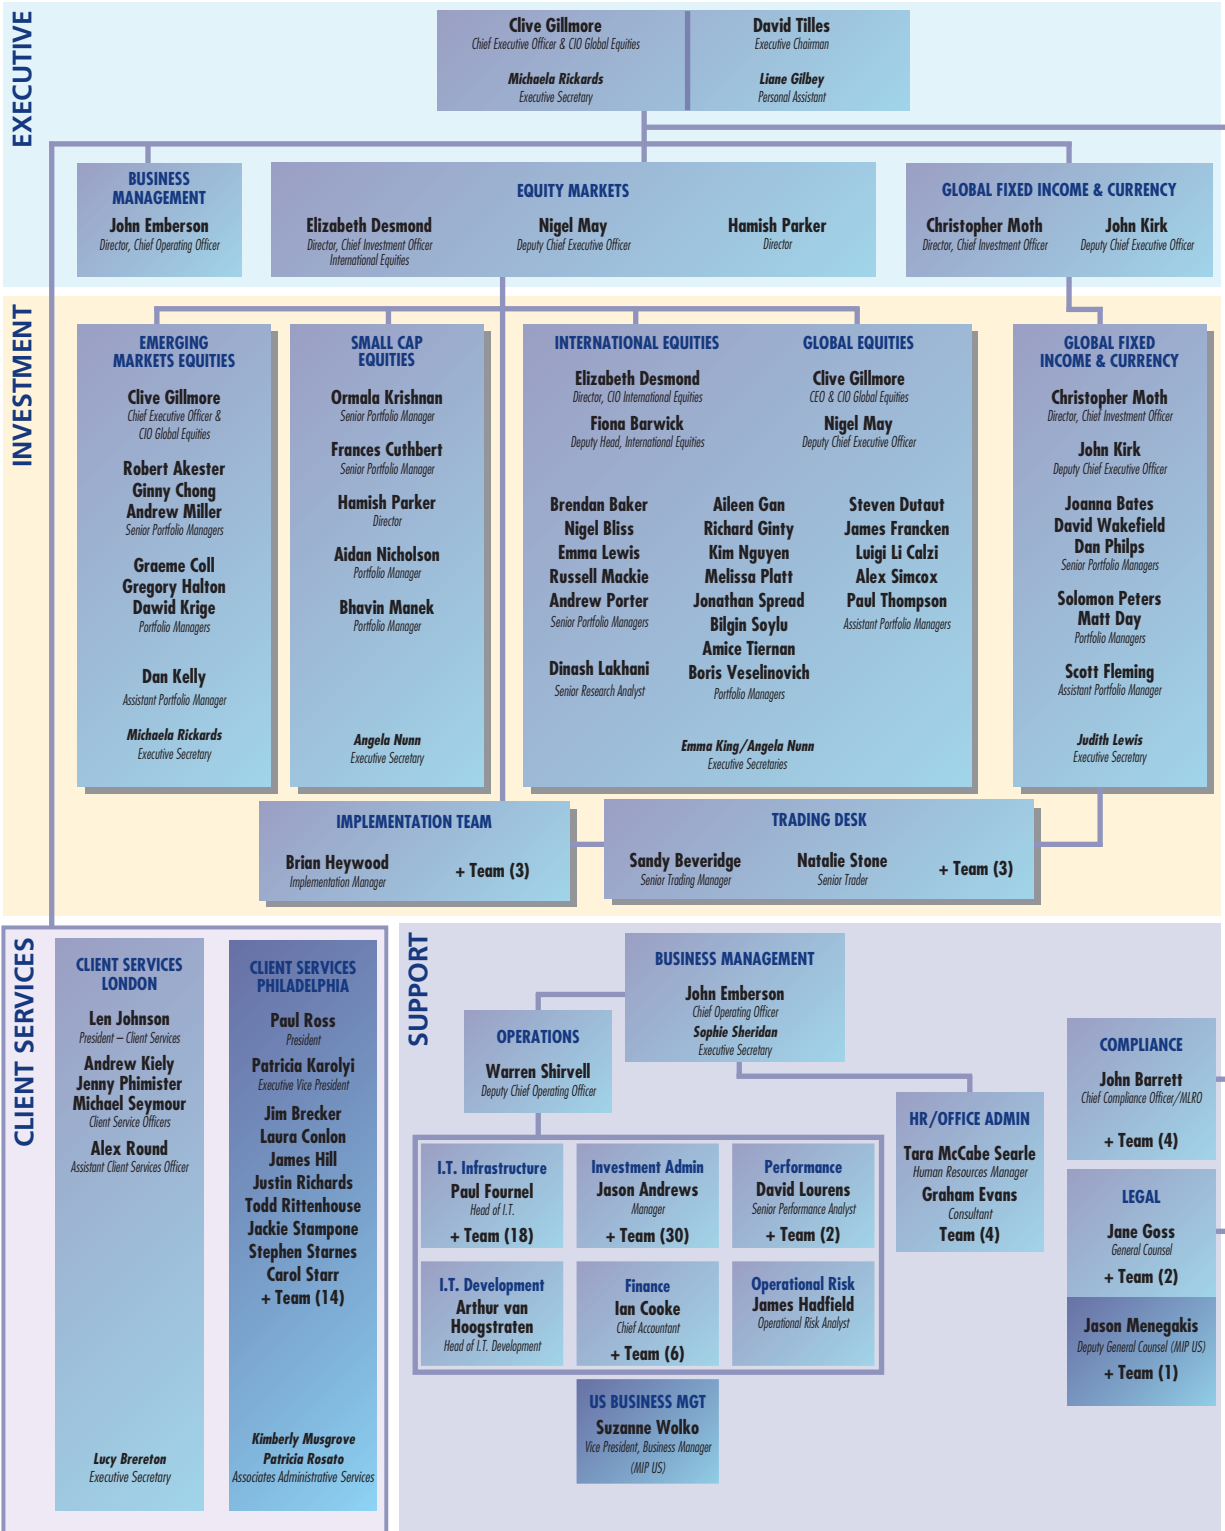 EXECUTIVE
Clive Gillmore
Chief Executive Officer & CIO Global Equities
Michaela Rickards
Executive Secretary
David Tilles
Executive Chairman
Liane Gilbey
Personal Assistant
BUSINESS
MANAGEMENT
John Emberson
Director, Chief Operating Officer
EQUITY MARKETS
Elizabeth Desmond
Director, Chief Investment Officer
International Equities
Nigel May
Deputy Chief Executive Officer
Hamish Parker
Director
GLOBAL FIXED INCOME & CURRENCY
Christopher Moth
Director, Chief Investment Officer
John Kirk
Deputy Chief Executive Officer
INVESTMENT
EMERGING
MARKETS EQUITIES
Clive Gillmore
Chief Executive Officer &
CIO Global Equities
Robert Akester
Ginny Chong
Andrew Miller
Senior Portfolio Managers
Graeme Coll
Gregory Halton
Dawid Krige
Portfolio Managers
Dan Kelly
Assistant Portfolio Manager
Michaela Rickards
Executive Secretary
SMALL CAP
EQUITIES
Ormala Krishnan
Senior Portfolio Manager
Frances Cuthbert
Senior Portfolio Manager
Hamish Parker
Director
Aidan Nicholson
Portfolio Manager
Bhavin Manek
Portfolio Manager
Angela Nunn
Executive Secretary
INTERNATIONAL EQUITIES
Elizabeth Desmond
Director, CIO International Equities
Fiona Barwick
Deputy Head, International Equities
GLOBAL EQUITIES
Clive Gillmore
CEO & CIO Global Equities
Nigel May
Deputy Chief Executive Officer
Brendan Baker
Nigel Bliss
Emma Lewis
Russell Mackie
Andrew Porter
Senior Portfolio Managers
Dinash Lakhani
Senior Research Analyst
Aileen Gan
Richard Ginty
Kim Nguyen
Melissa Platt
Jonathan Spread
Bilgin Soylu
Amice Tiernan
Boris Veselinovich
Portfolio Managers
Steven Dutaut
James Francken
Luigi Li Calzi
Alex Simcox
Paul Thompson
Assistant Portfolio Managers
Emma King/Angela Nunn
Executive Secretaries
GLOBAL FIXED
INCOME & CURRENCY
Christopher Moth
Director, Chief Investment Officer
John Kirk
Deputy Chief Executive Officer
Joanna Bates
David Wakefield
Dan Philps
Senior Portfolio Managers
Solomon Peters
Matt Day
Portfolio Managers
Scott Fleming
Assistant Portfolio Manager
Judith Lewis
Executive Secretary
IMPLEMENTATION TEAM
Brian Heywood
Implementation Manager
+ Team (3)
TRADING DESK
Sandy Beveridge
Senior Trading Manager
Natalie Stone
Senior Trader
+ Team (3)
CLIENT SERVICES
CLIENT SERVICES
LONDON
Len Johnson
President – Client Services
Andrew Kiely
Jenny Phimister
Michael Seymour
Client Service Officers
Alex Round
Assistant Client Services Officer
Lucy Brereton
Executive Secretary
CLIENT SERVICES
PHILADELPHIA
Paul Ross
President
Patricia Karolyi
Executive Vice President
Jim Brecker
Laura Conlon
James Hill
Justin Richards
Todd Rittenhouse
Jackie Stampone
Stephen Starnes
Carol Starr
+ Team (14)
Kimberly Musgrove
Patricia Rosato
Associates Administrative Services
SUPPORT
BUSINESS MANAGEMENT
John Emberson
Chief Operating Officer
Sophie Sheridan
Executive Secretary
OPERATIONS
Warren Shirvell
Deputy Chief Operating Officer
I.T. Infrastructure
Paul Fournel
Head of I.T.
+ Team (18)
Investment Admin
Jason Andrews
Manager
+ Team (30)
Performance
David Lourens
Senior Performance Analyst
+ Team (2)
I.T. Development
Arthur van
Hoogstraten
Head of I.T. Development
Finance
Ian Cooke
Chief Accountant
+ Team (6)
Operational Risk
James Hadfield
Operational Risk Analyst
US BUSINESS MGT
Suzanne Wolko
Vice President, Business Manager
(MIP US)
HR/OFFICE ADMIN
Tara McCabe Searle
Human Resources Manager
Graham Evans
Consultant
Team (4)
COMPLIANCE
John Barrett
Chief Compliance Officer/MLRO
+ Team (4)
LEGAL
Jane Goss
General Counsel
+ Team (2)
Jason Menegakis
Deputy General Counsel (MIP US)
+ Team (1)